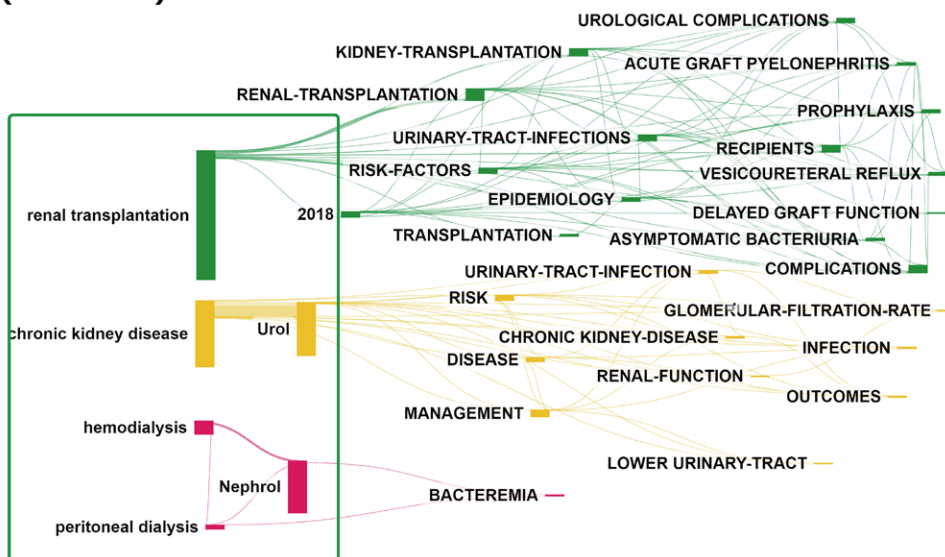 UROLOGICAL COMPLICATIONS
KIDNEY-TRANSPLANTATION
ACUTE GRAFT PYELONEPHRITIS
RENAL-TRANSPLANTATION
PROPHYLAXIS
URINARY-TRACT-INFECTIONS
RECIPIENTS
RISK-FACTORS
VESICOURETERAL REFLUX
EPIDEMIOLOGY
renal transplantation
2018
DELAYED GRAFT FUNCTION
TRANSPLANTATION
ASYMPTOMATIC BACTERIURIA
COMPLICATIONS
URINARY-TRACT-INFECTION
RISK
GLOMERULAR-FILTRATION-RATE
chronic kidney disease
Urol
CHRONIC KIDNEY-DISEASE
INFECTION
DISEASE
RENAL-FUNCTION
OUTCOMES
MANAGEMENT
hemodialysis
LOWER URINARY-TRACT
Nephrol
BACTEREMIA
peritoneal dialysis